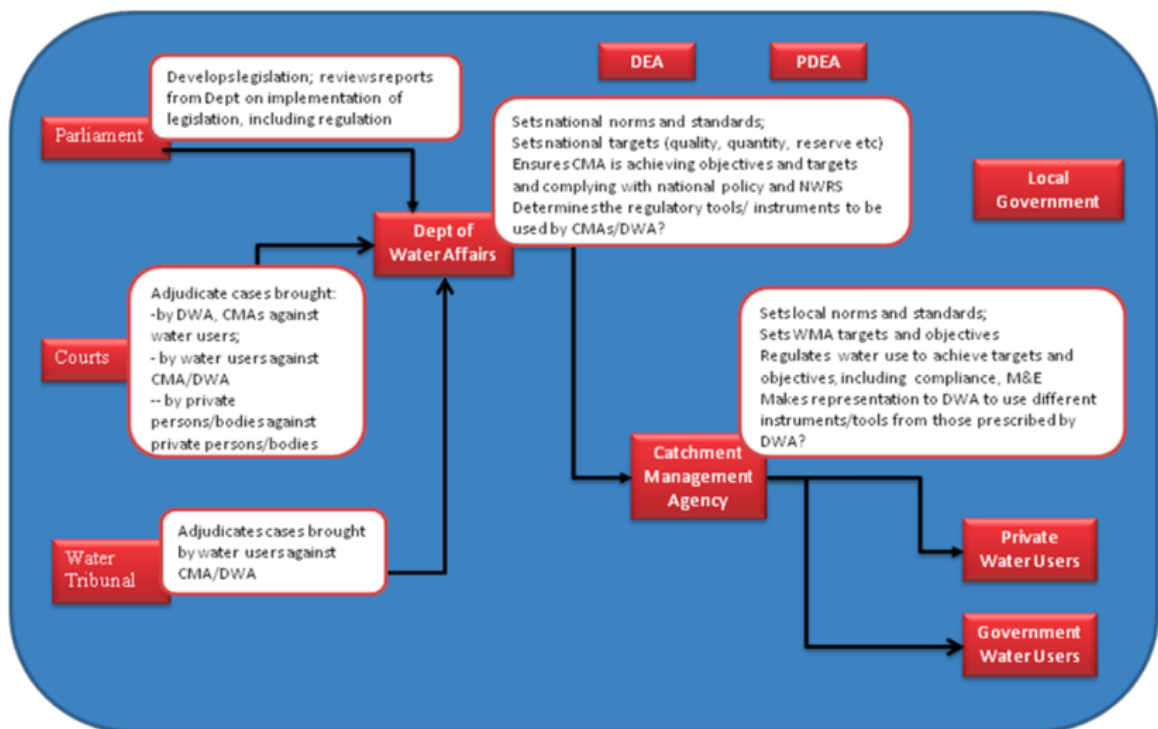 DEA
PDEA
Develops legislation; reviews reports
from Dept on implementation of
legislation, including regulation
Parliament
Sets national norms and standards;
Sets national targets (quality, quantity, reserve etc)
Ensures CMA is achieving objectives and targets
and complying with national policy and NWRS
Determines the regulatory tools/ instruments to be
used by CMAs/DWA?
Local
Government
Dept of
Water Affairs
Adjudicate cases brought:
-by DWA, CMAs against
water users;
- by water users against
CMA/DWA
-- by private
persons/bodies against
private persons/bodies
Courts
Sets local norms and standards;
Sets WMA targets and objectives
Regulates water use to achieve targets and
objectives, including compliance, M&E
Makes representation to DWA to use different
instruments/tools from those prescribed by
DWA?
Catchment
Management
Agency
Adjudicates cases brought
by water users against
CMA/DWA
Water
Tribunal
Private
Water Users
Government
Water Users